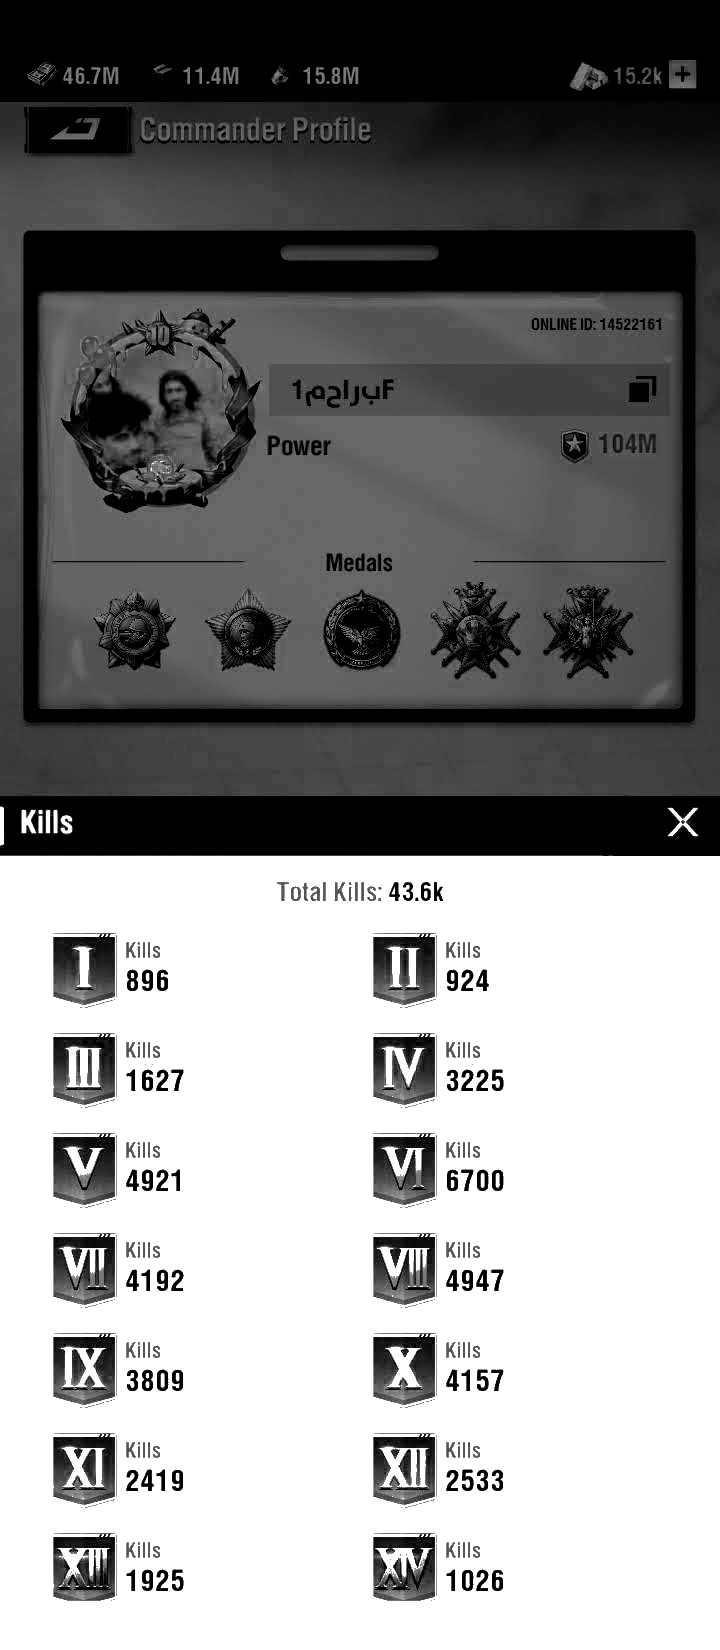 46.7M 11.4M 15.8M 15.2k
Commander Profile
10
ONLINE ID: 14522161
1محاربF
Power 104M
Medals
Kills
Total Kills: 43.6k
I Kills 896
II Kills 924
III Kills 1627
IV Kills 3225
V Kills 4921
VI Kills 6700
VII Kills 4192
VIII Kills 4947
IX Kills 3809
X Kills 4157
XI Kills 2419
XII Kills 2533
XIII Kills 1925
XIV Kills 1026